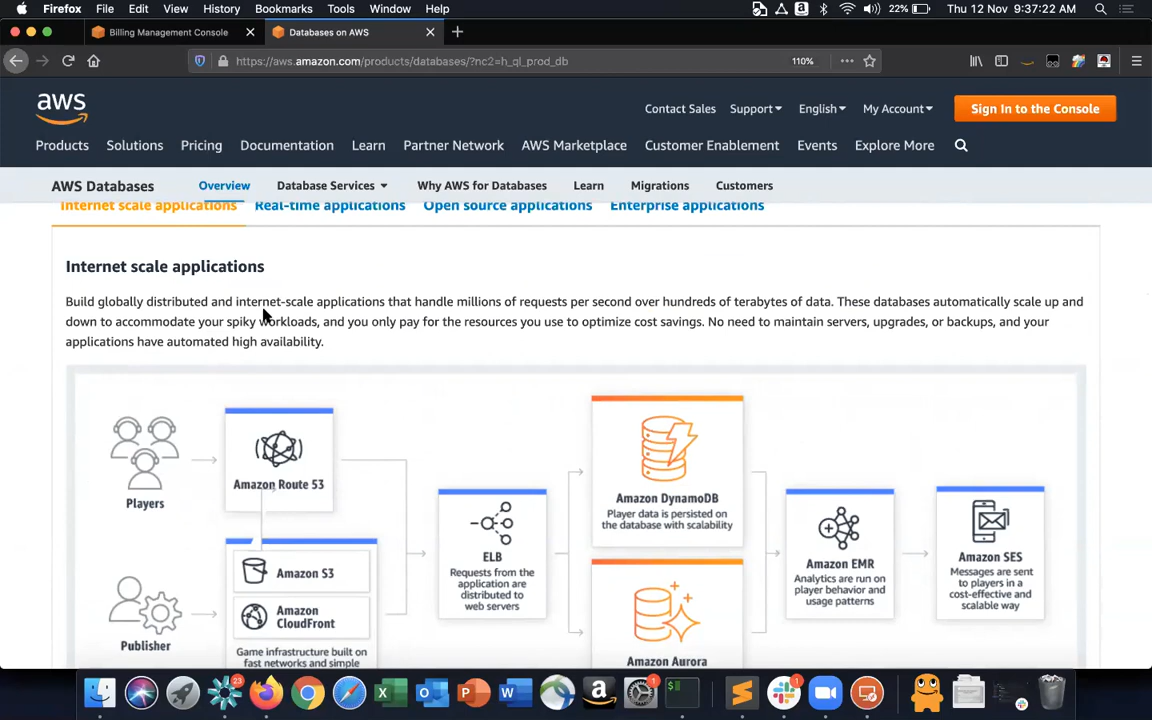 Firefox File Edit View History Bookmarks Tools Window Help 22% Thu 12 Nov 9:37:22 AM
Billing Management Console Databases on AWS
https://aws.amazon.com/products/databases/?nc2=h_ql_prod_db 110%
aws
Contact Sales Support English My Account Sign In to the Console
Products Solutions Pricing Documentation Learn Partner Network AWS Marketplace Customer Enablement Events Explore More
AWS Databases Overview Database Services Why AWS for Databases Learn Migrations Customers
Internet scale applications Real-time applications Open source applications Enterprise applications
Internet scale applications
Build globally distributed and internet-scale applications that handle millions of requests per second over hundreds of terabytes of data. These databases automatically scale up and
down to accommodate your spiky workloads, and you only pay for the resources you use to optimize cost savings. No need to maintain servers, upgrades, or backups, and your
applications have automated high availability.
Players
Amazon Route 53
Amazon S3
Amazon
CloudFront
Game infrastructure built on
fast networks and simple
Publisher
ELB
Requests from the
application are
distributed to
web servers
Amazon DynamoDB
Player data is persisted on
the database with scalability
Amazon Aurora
Amazon EMR
Analytics are run on
player behavior and
usage patterns
Amazon SES
Messages are sent
to players in a
cost-effective and
scalable way
23
1
1